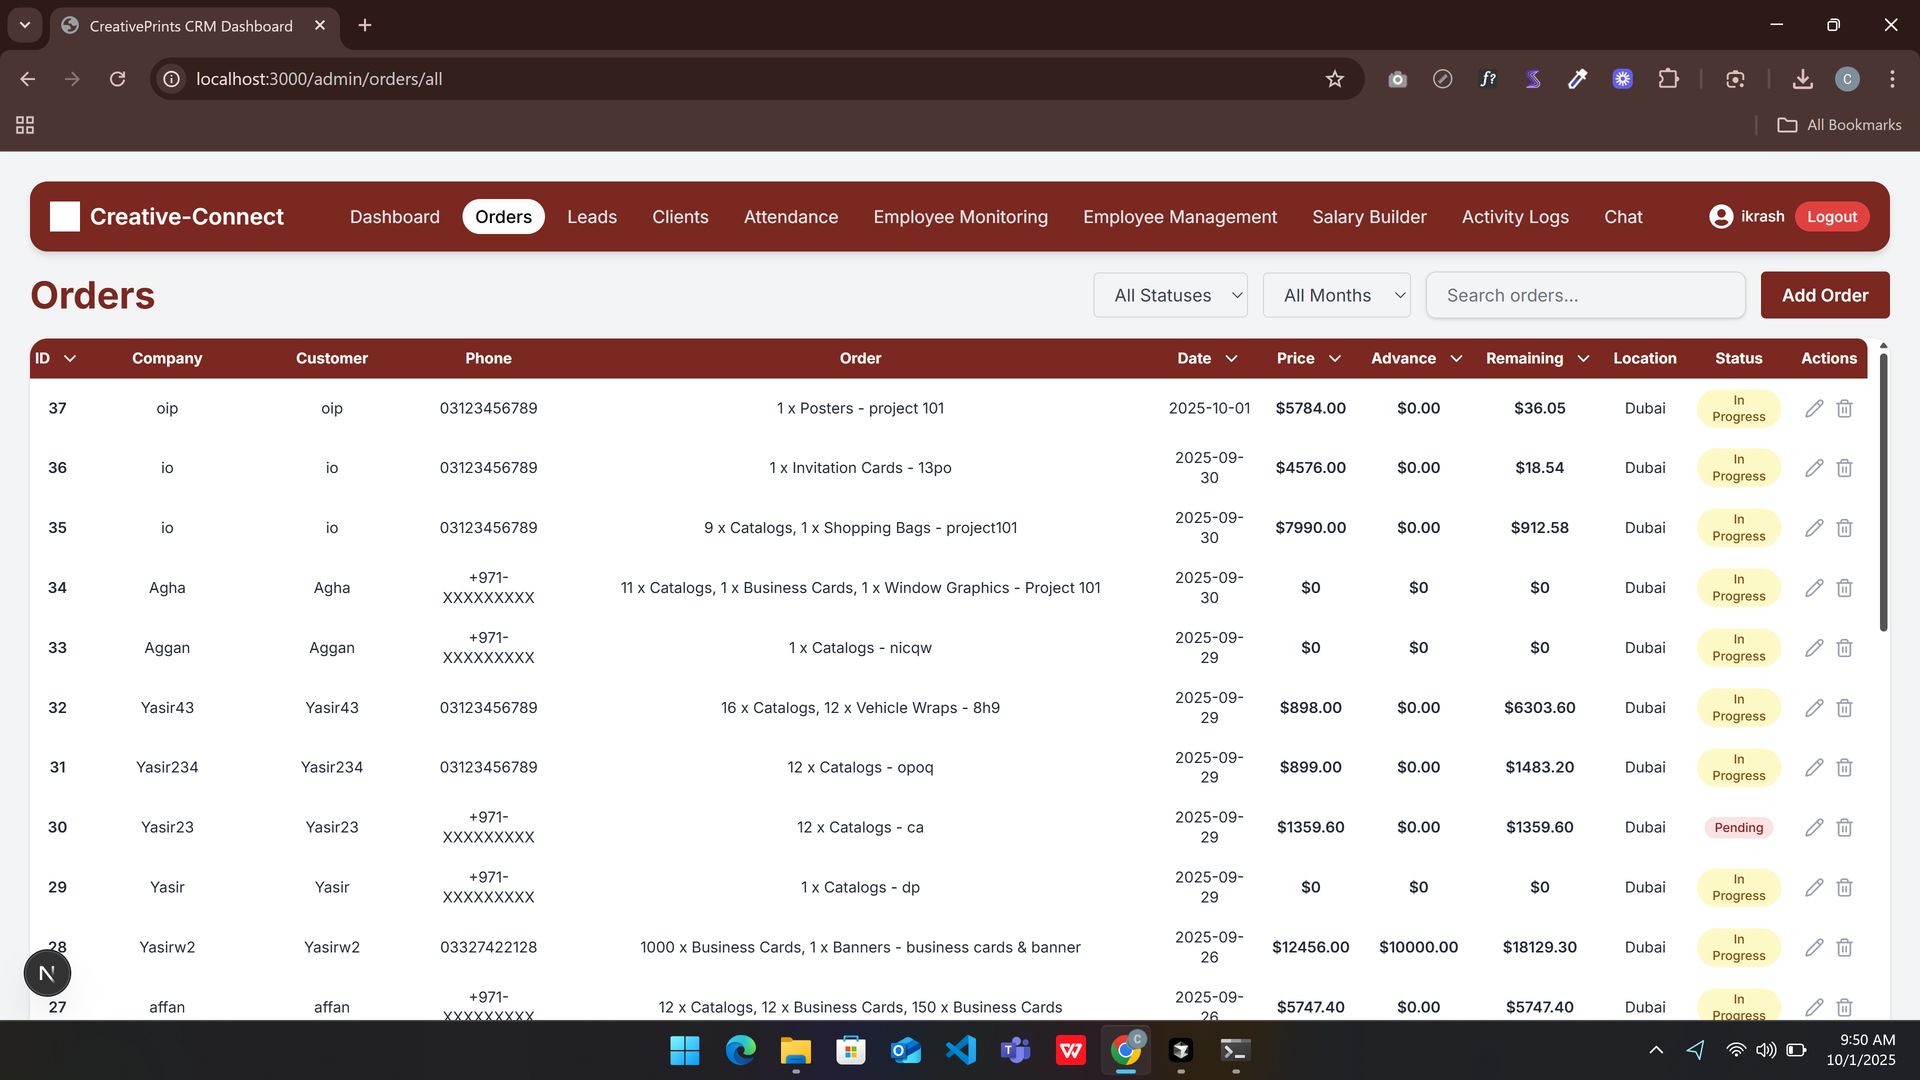 CreativePrints CRM Dashboard
localhost:3000/admin/orders/all
f?
C
All Bookmarks
Creative-Connect Dashboard Orders Leads Clients Attendance Employee Monitoring Employee Management Salary Builder Activity Logs Chat ikrash Logout
Orders All Statuses All Months Search orders... Add Order
ID Company Customer Phone Order Date Price Advance Remaining Location Status Actions
37 oip oip 03123456789 1 x Posters - project 101 2025-10-01 $5784.00 $0.00 $36.05 Dubai In Progress
36 io io 03123456789 1 x Invitation Cards - 13po 2025-09-30 $4576.00 $0.00 $18.54 Dubai In Progress
35 io io 03123456789 9 x Catalogs, 1 x Shopping Bags - project101 2025-09-30 $7990.00 $0.00 $912.58 Dubai In Progress
34 Agha Agha +971-XXXXXXXXX 11 x Catalogs, 1 x Business Cards, 1 x Window Graphics - Project 101 2025-09-30 $0 $0 $0 Dubai In Progress
33 Aggan Aggan +971-XXXXXXXXX 1 x Catalogs - nicqw 2025-09-29 $0 $0 $0 Dubai In Progress
32 Yasir43 Yasir43 03123456789 16 x Catalogs, 12 x Vehicle Wraps - 8h9 2025-09-29 $898.00 $0.00 $6303.60 Dubai In Progress
31 Yasir234 Yasir234 03123456789 12 x Catalogs - opoq 2025-09-29 $899.00 $0.00 $1483.20 Dubai In Progress
30 Yasir23 Yasir23 +971-XXXXXXXXX 12 x Catalogs - ca 2025-09-29 $1359.60 $0.00 $1359.60 Dubai Pending
29 Yasir Yasir +971-XXXXXXXXX 1 x Catalogs - dp 2025-09-29 $0 $0 $0 Dubai In Progress
28 Yasirw2 Yasirw2 03327422128 1000 x Business Cards, 1 x Banners - business cards & banner 2025-09-26 $12456.00 $10000.00 $18129.30 Dubai In Progress
N
27 affan affan +971-XXXXXXXXX 12 x Catalogs, 12 x Business Cards, 150 x Business Cards 2025-09-26 $5747.40 $0.00 $5747.40 Dubai In Progress
C
9:50 AM
10/1/2025